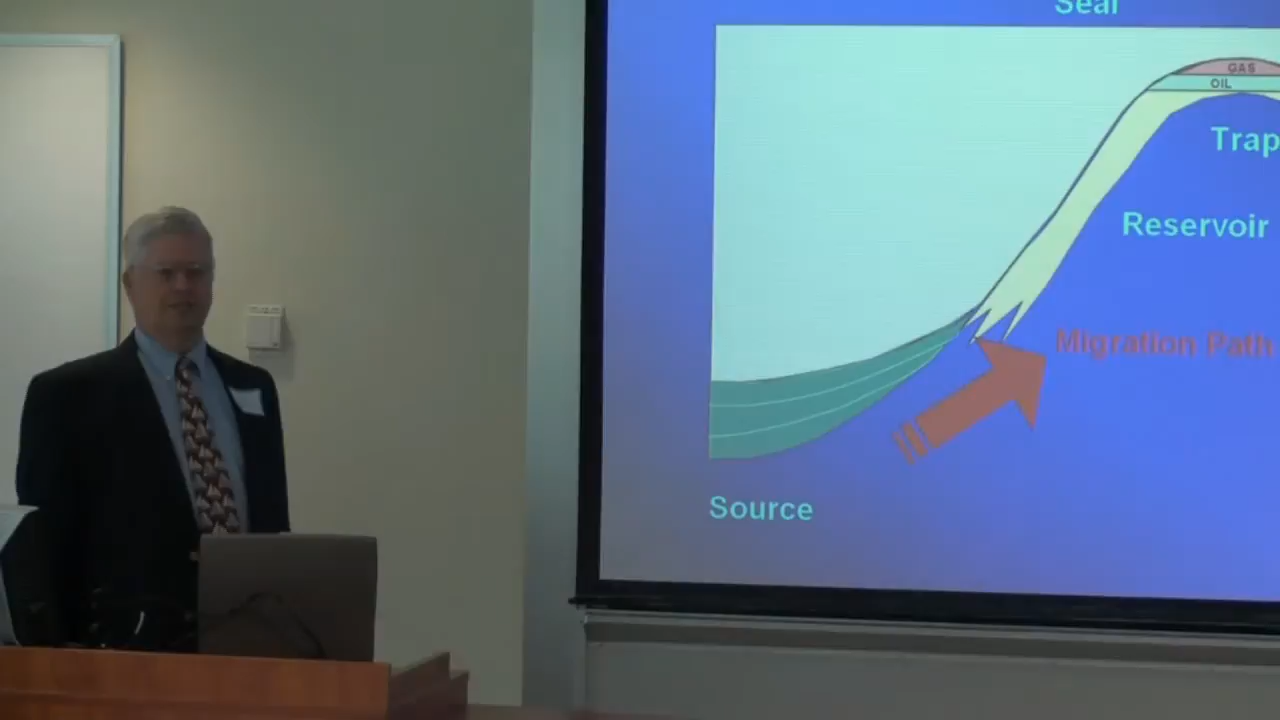 Seal
GAS
OIL
Trap
Reservoir
Migration Path
Source